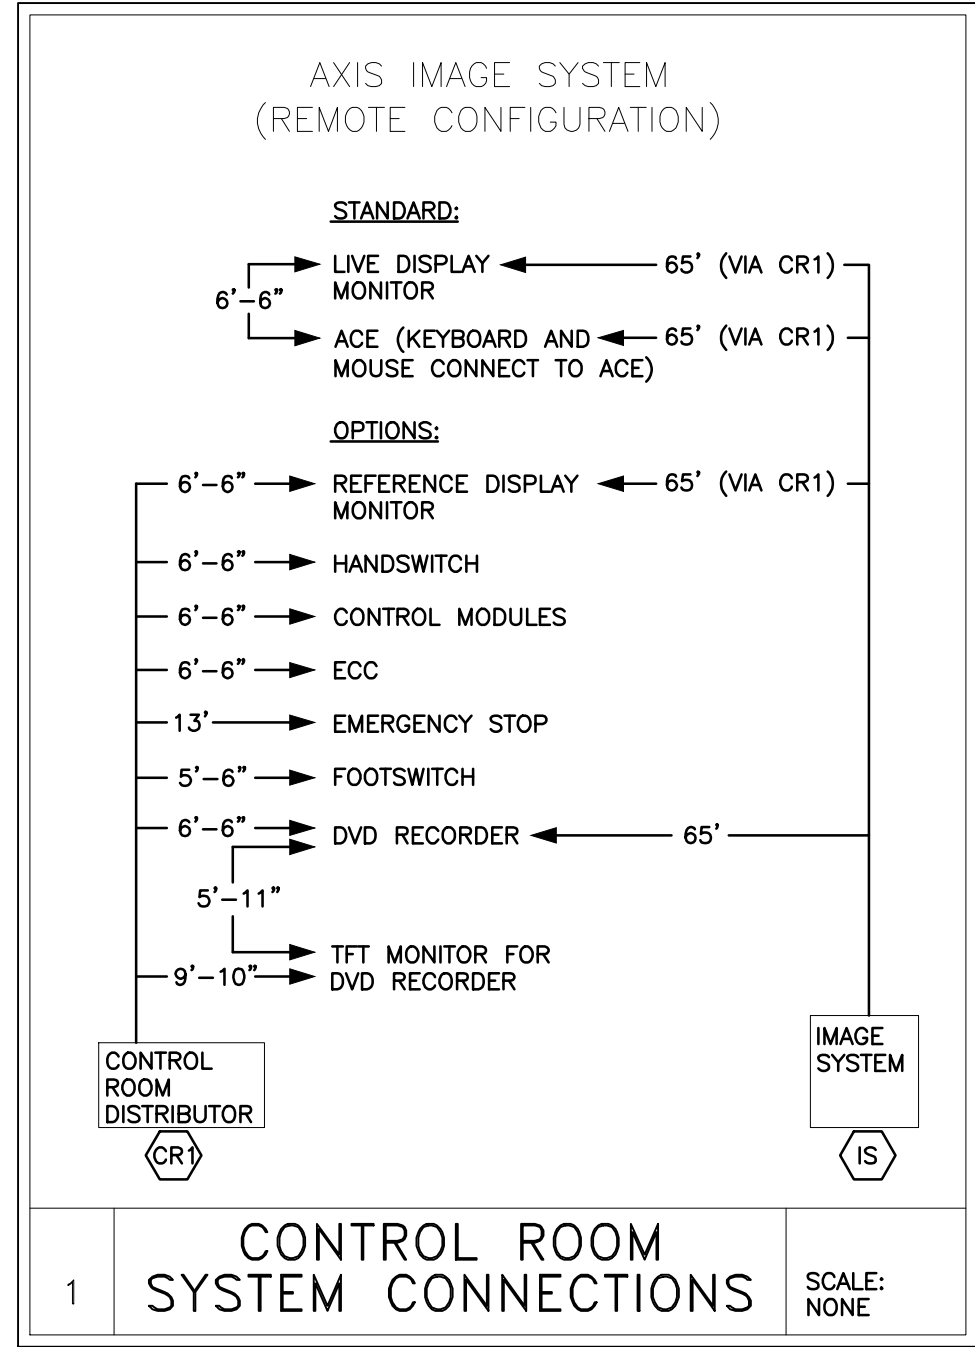 AXIS IMAGE SYSTEM
(REMOTE CONFIGURATION)
STANDARD:
LIVE DISPLAY
MONITOR
65' (VIA CR1)
6'-6"
ACE (KEYBOARD AND
MOUSE CONNECT TO ACE)
65' (VIA CR1)
OPTIONS:
6'-6"
REFERENCE DISPLAY
MONITOR
65' (VIA CR1)
6'-6"
HANDSWITCH
6'-6"
CONTROL MODULES
6'-6"
ECC
13'
EMERGENCY STOP
5'-6"
FOOTSWITCH
6'-6"
DVD RECORDER
65'
5'-11"
TFT MONITOR FOR
DVD RECORDER
9'-10"
CONTROL
ROOM
DISTRIBUTOR
CR1
IMAGE
SYSTEM
IS
1
CONTROL ROOM
SYSTEM CONNECTIONS
SCALE:
NONE